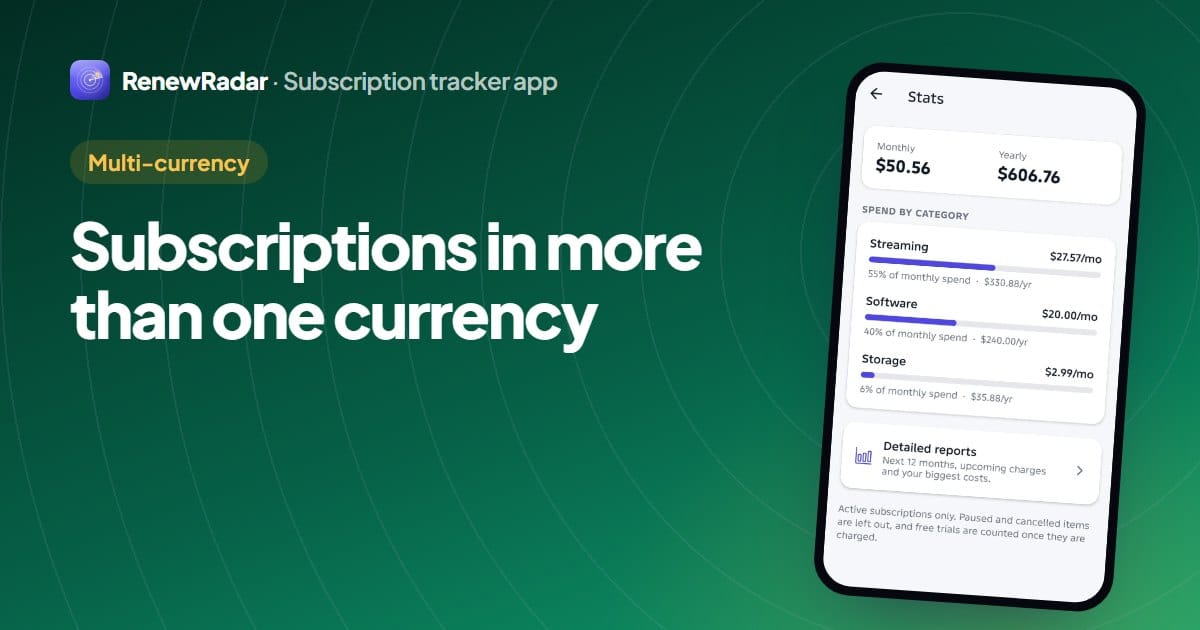 RenewRadar · Subscription tracker app
Multi-currency
Subscriptions in more
than one currency
Stats
Monthly
$50.56
Yearly
$606.76
SPEND BY CATEGORY
Streaming
$27.57/mo
55% of monthly spend · $330.88/yr
Software
$20.00/mo
40% of monthly spend · $240.00/yr
Storage
$2.99/mo
6% of monthly spend · $35.88/yr
Detailed reports
Next 12 months, upcoming charges
and your biggest costs.
Active subscriptions only. Paused and cancelled items
are left out, and free trials are counted once they are
charged.